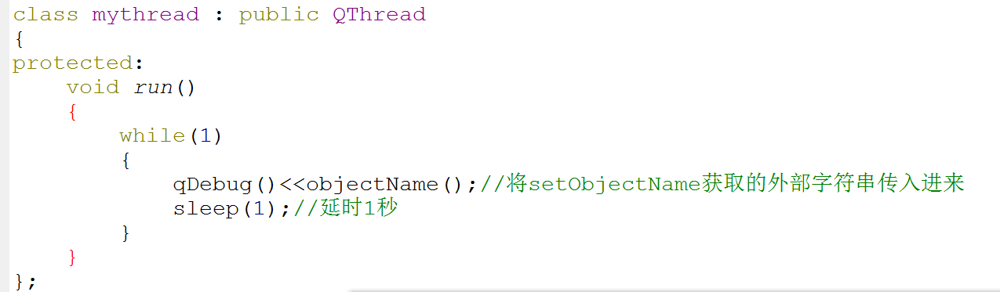 class mythread : public QThread
{
protected:
    void run()
    {
        while(1)
        {
            qDebug()<<objectName();//将setObjectName获取的外部字符串传入进来
            sleep(1);//延时1秒
        }
    }
};